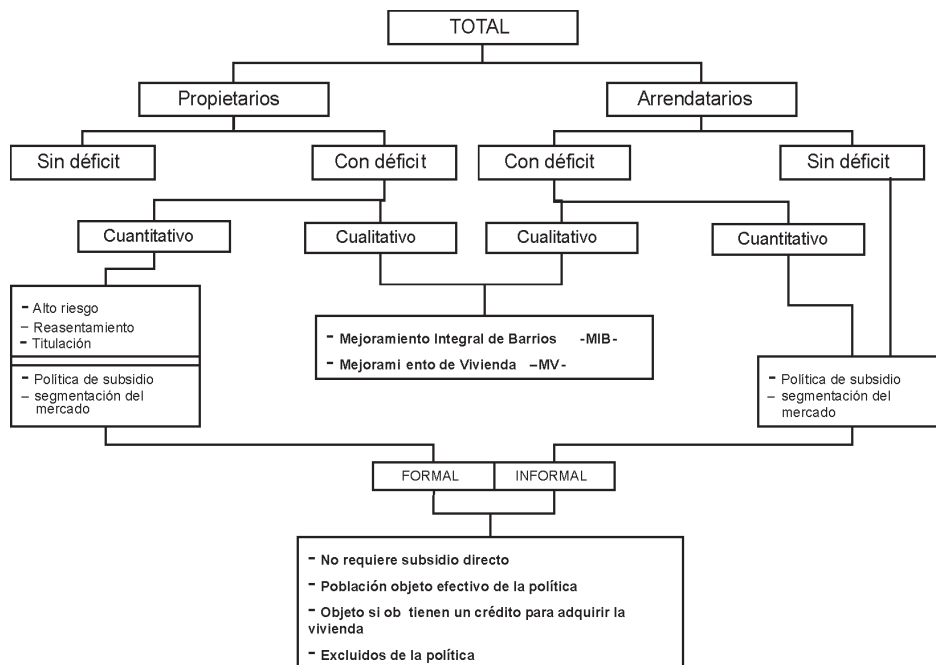 TOTAL
Propietarios
Arrendatarios
Sin déficit
Con déficit
Con déficit
Sin déficit
Cuantitativo
Cualitativo
Cualitativo
Cuantitativo
- Alto riesgo
– Reasentamiento
- Titulación
- Política de subsidio
– segmentación del
mercado
- Mejoramiento Integral de Barrios -MIB-
- Mejorami ento de Vivienda –MV-
- Política de subsidio
– segmentación del
mercado
FORMAL
INFORMAL
- No requiere subsidio directo
- Población objeto efectivo de la política
- Objeto si ob tienen un crédito para adquirir la
vivienda
- Excluidos de la política